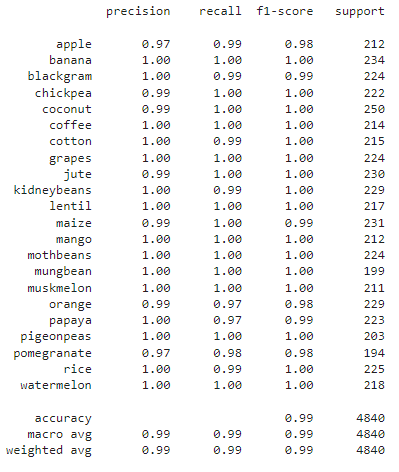 precision recall f1-score support
apple 0.97 0.99 0.98 212
banana 1.00 1.00 1.00 234
blackgram 1.00 0.99 0.99 224
chickpea 0.99 1.00 1.00 222
coconut 0.99 1.00 1.00 250
coffee 1.00 1.00 1.00 214
cotton 1.00 0.99 1.00 215
grapes 1.00 1.00 1.00 224
jute 0.99 1.00 1.00 230
kidneybeans 1.00 0.99 1.00 229
lentil 1.00 1.00 1.00 217
maize 0.99 1.00 0.99 231
mango 1.00 1.00 1.00 212
mothbeans 1.00 1.00 1.00 224
mungbean 1.00 1.00 1.00 199
muskmelon 1.00 1.00 1.00 211
orange 0.99 0.97 0.98 229
papaya 1.00 0.97 0.99 223
pigeonpeas 1.00 1.00 1.00 203
pomegranate 0.97 0.98 0.98 194
rice 1.00 0.99 1.00 225
watermelon 1.00 1.00 1.00 218
accuracy 0.99 4840
macro avg 0.99 0.99 0.99 4840
weighted avg 0.99 0.99 0.99 4840